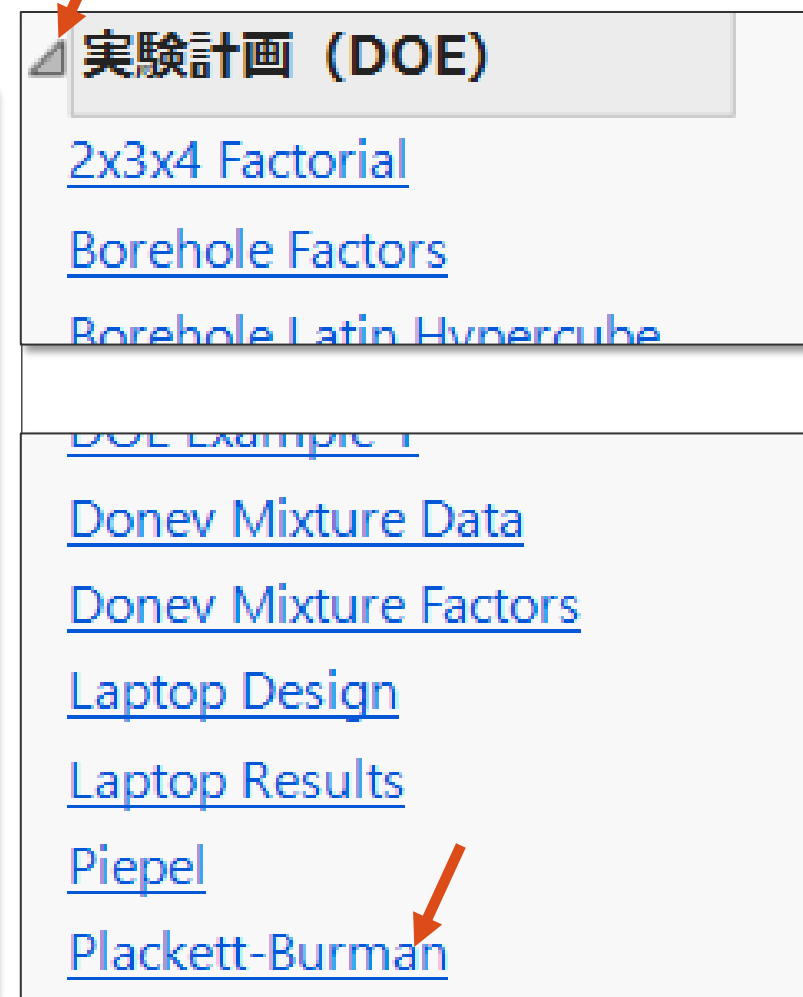 実験計画（DOE）
2x3x4 Factorial
Borehole Factors
Borehole Latin Hypercube
DOE Example 1
Donev Mixture Data
Donev Mixture Factors
Laptop Design
Laptop Results
Piepel
Plackett-Burman